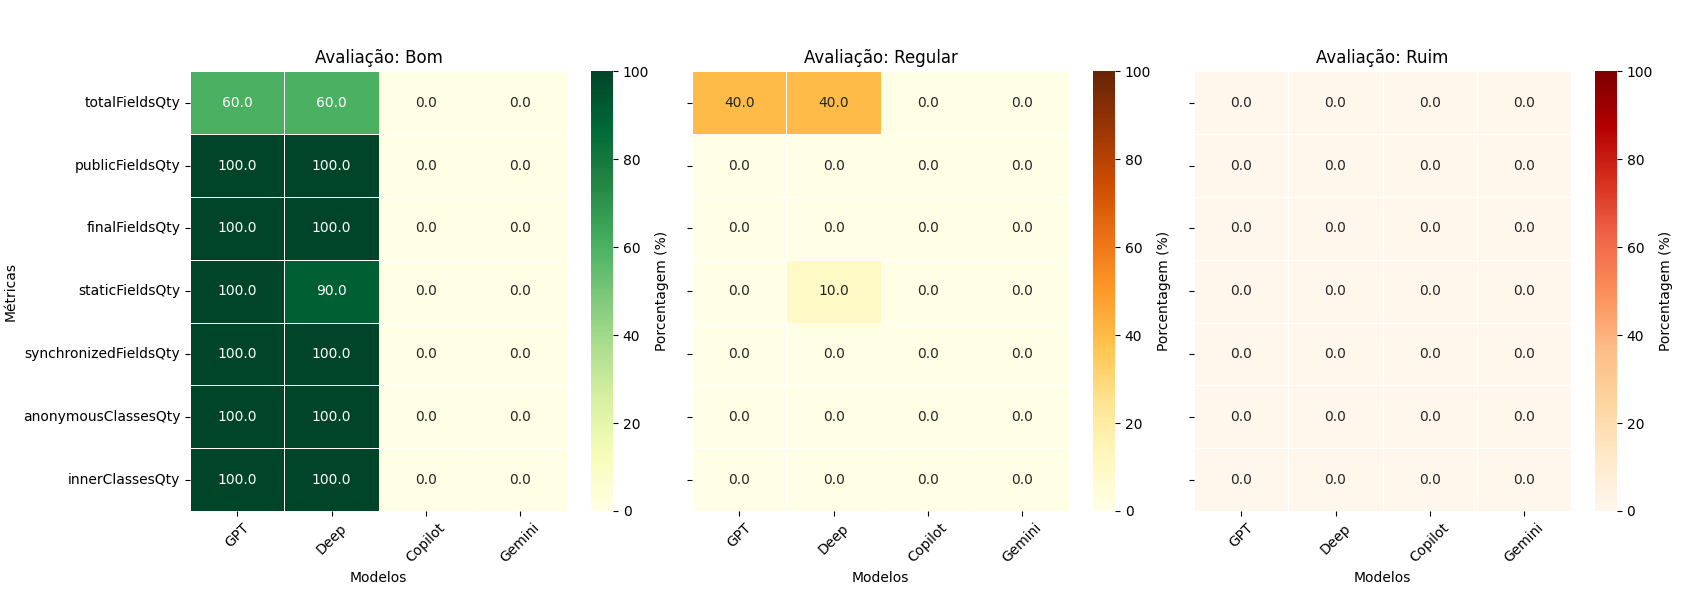 Avaliação: Bom
Avaliação: Regular
Avaliação: Ruim
Métricas
totalFieldsQty
publicFieldsQty
finalFieldsQty
staticFieldsQty
synchronizedFieldsQty
anonymousClassesQty
innerClassesQty
60.0 60.0 0.0 0.0
100.0 100.0 0.0 0.0
100.0 100.0 0.0 0.0
100.0 90.0 0.0 0.0
100.0 100.0 0.0 0.0
100.0 100.0 0.0 0.0
100.0 100.0 0.0 0.0
GPT Deep Copilot Gemini
Modelos
100
80
60
40
20
0
Porcentagem (%)
40.0 40.0 0.0 0.0
0.0 0.0 0.0 0.0
0.0 0.0 0.0 0.0
0.0 10.0 0.0 0.0
0.0 0.0 0.0 0.0
0.0 0.0 0.0 0.0
0.0 0.0 0.0 0.0
GPT Deep Copilot Gemini
Modelos
100
80
60
40
20
0
Porcentagem (%)
0.0 0.0 0.0 0.0
0.0 0.0 0.0 0.0
0.0 0.0 0.0 0.0
0.0 0.0 0.0 0.0
0.0 0.0 0.0 0.0
0.0 0.0 0.0 0.0
0.0 0.0 0.0 0.0
GPT Deep Copilot Gemini
Modelos
100
80
60
40
20
0
Porcentagem (%)